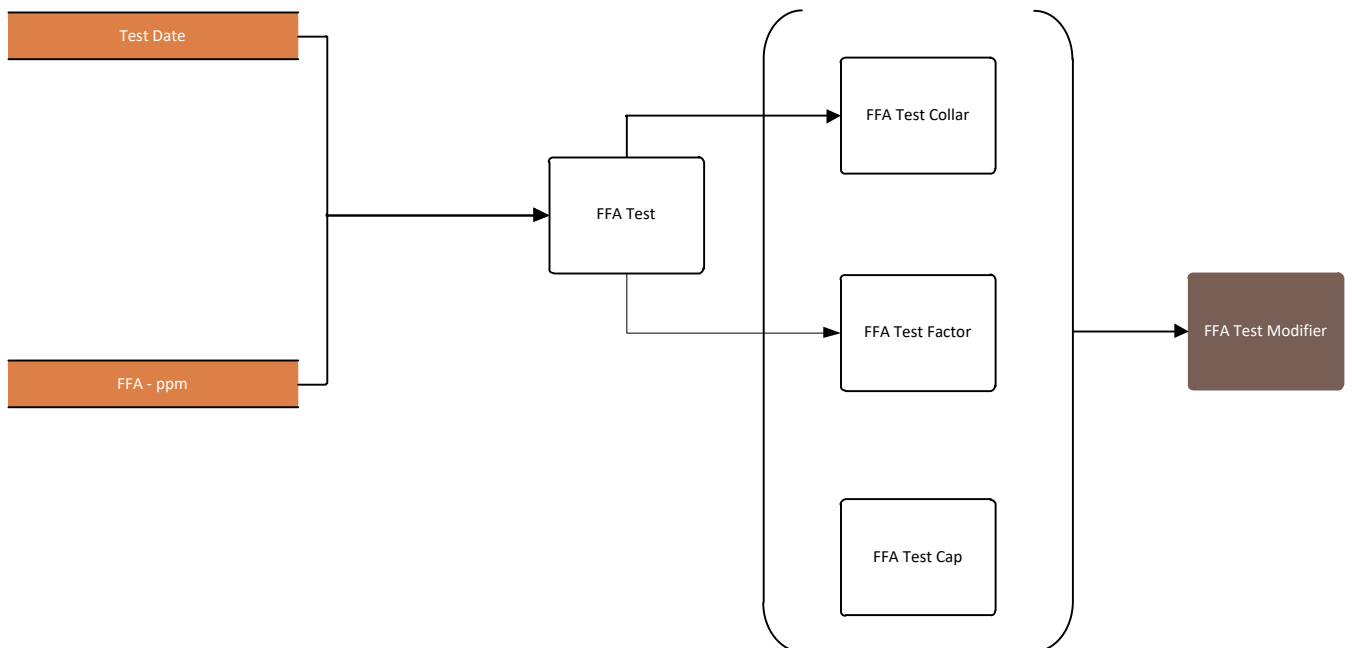 Test Date
FFA Test Collar
FFA Test
FFA Test Factor
FFA Test Modifier
FFA - ppm
FFA Test Cap